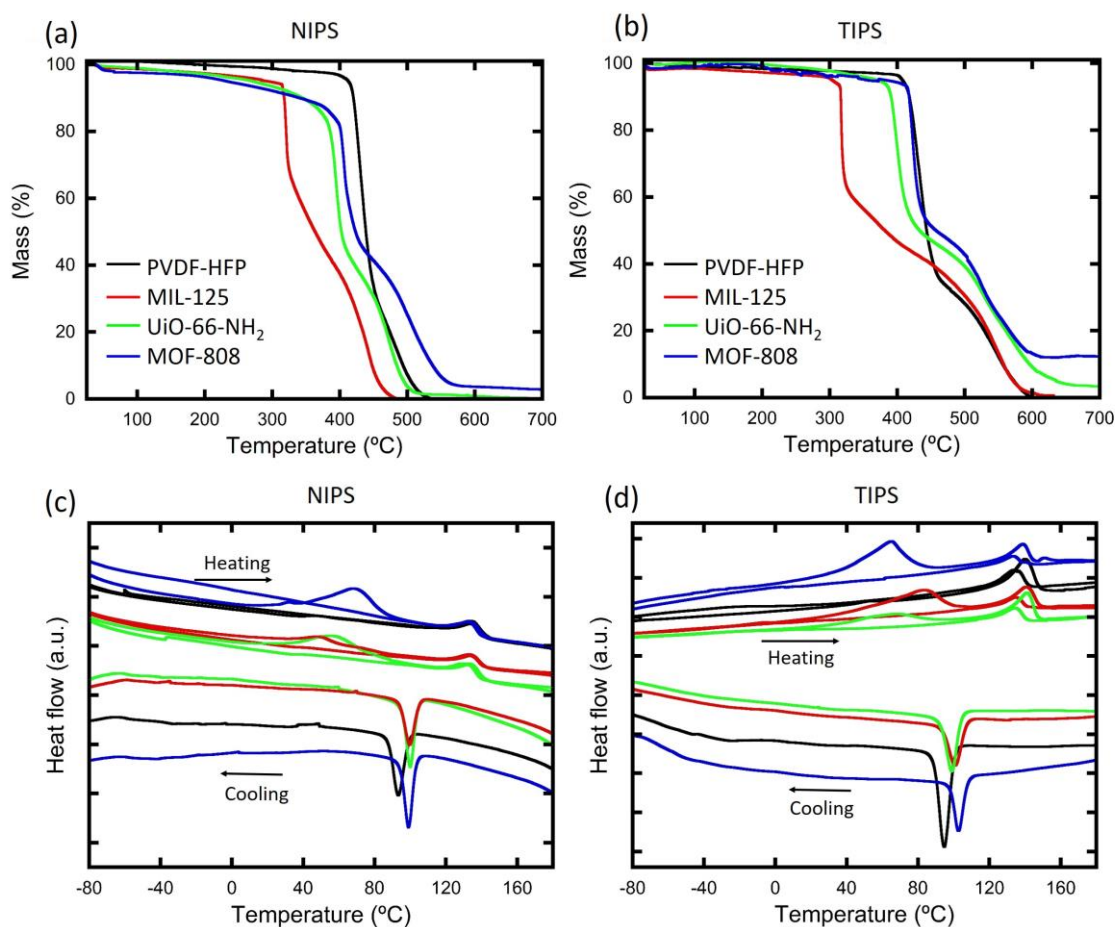 (a) NIPS
Mass (%)
100
80
60
40
20
0
PVDF-HFP
MIL-125
UiO-66-NH₂
MOF-808
100 200 300 400 500 600 700
Temperature (ºC)
(b) TIPS
Mass (%)
100
80
60
40
20
0
PVDF-HFP
MIL-125
UiO-66-NH₂
MOF-808
100 200 300 400 500 600 700
Temperature (ºC)
(c) NIPS
Heat flow (a.u.)
Heating
Cooling
-80 -40 0 40 80 120 160
Temperature (ºC)
(d) TIPS
Heat flow (a.u.)
Heating
Cooling
-80 -40 0 40 80 120 160
Temperature (ºC)